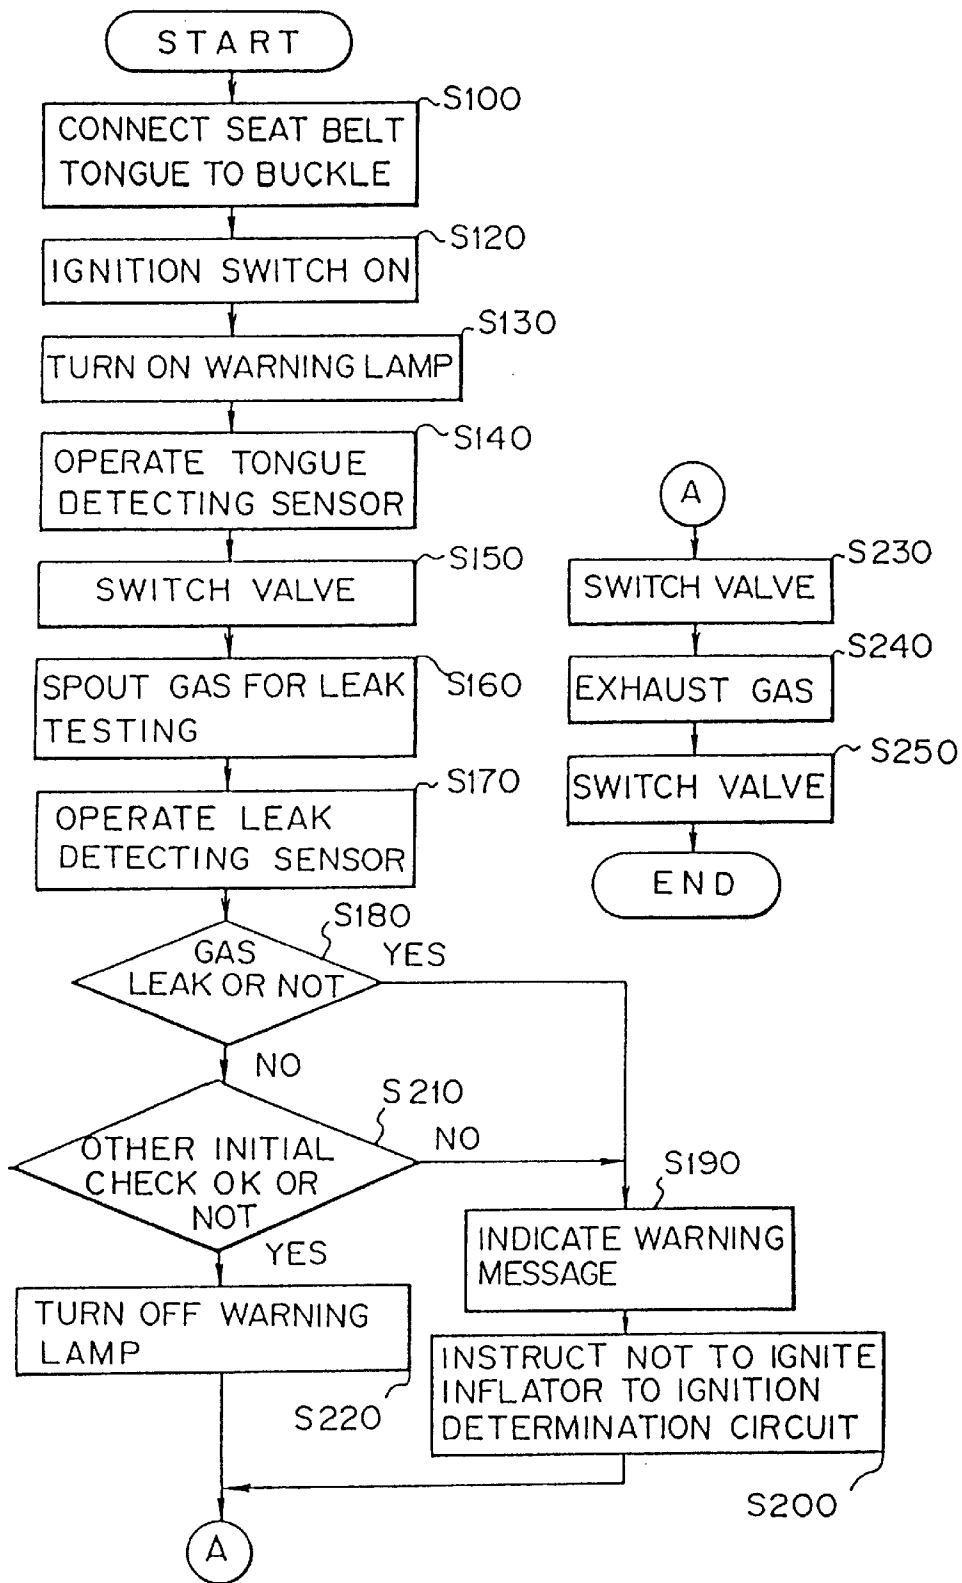 START
S100
CONNECT SEAT BELT
TONGUE TO BUCKLE
S120
IGNITION SWITCH ON
S130
TURN ON WARNING LAMP
S140
OPERATE TONGUE
DETECTING SENSOR
S150
SWITCH VALVE
S160
SPOUT GAS FOR LEAK
TESTING
S170
OPERATE LEAK
DETECTING SENSOR
S180
GAS
LEAK OR NOT
YES
NO
S210
OTHER INITIAL
CHECK OK OR
NOT
NO
YES
S190
INDICATE WARNING
MESSAGE
TURN OFF WARNING
LAMP
S220
INSTRUCT NOT TO IGNITE
INFLATOR TO IGNITION
DETERMINATION CIRCUIT
S200
A
A
S230
SWITCH VALVE
S240
EXHAUST GAS
S250
SWITCH VALVE
END